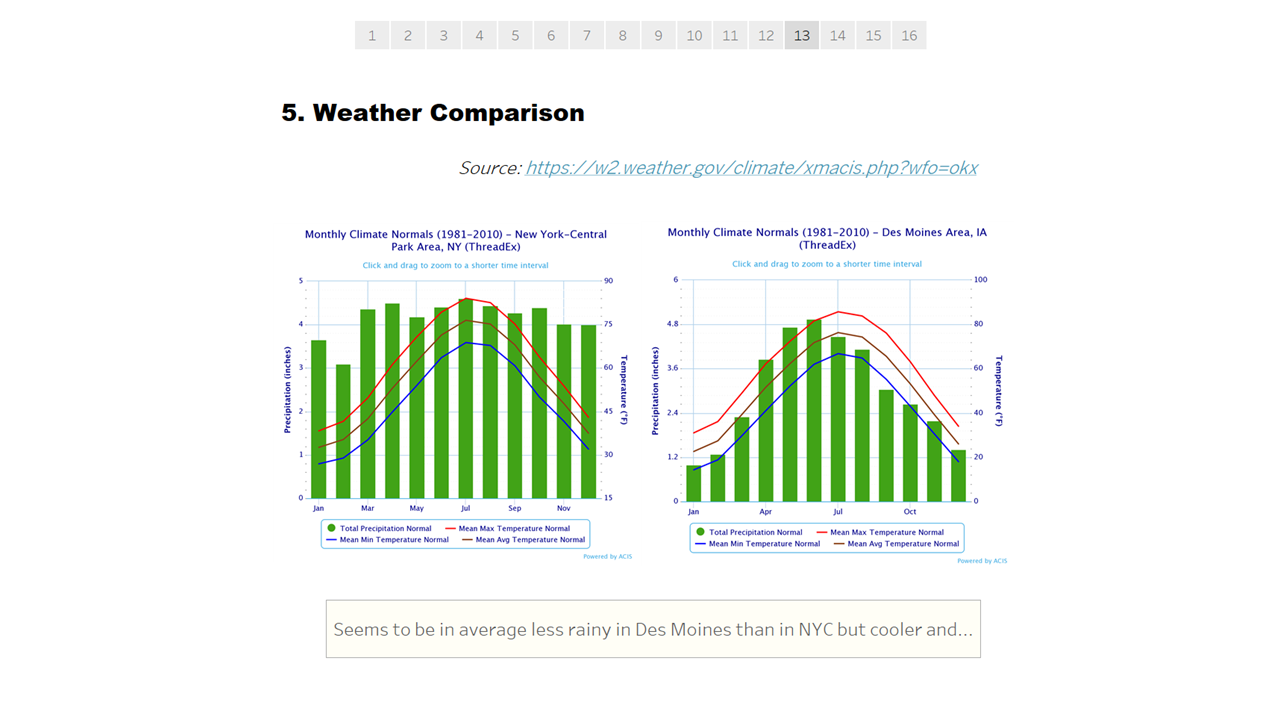 1 2 3 4 5 6 7 8 9 10 11 12 13 14 15 16
5. Weather Comparison
Source: https://w2.weather.gov/climate/xmacis.php?wfo=okx
Monthly Climate Normals (1981-2010) - New York-Central
Park Area, NY (ThreadEx)
Click and drag to zoom to a shorter time interval
5
4
3
2
1
0
Precipitation (inches)
90
75
60
45
30
15
Temperature (°F)
Jan Mar May Jul Sep Nov
Total Precipitation Normal Mean Max Temperature Normal
Mean Min Temperature Normal Mean Avg Temperature Normal
Powered by ACIS
Monthly Climate Normals (1981-2010) - Des Moines Area, IA
(ThreadEx)
Click and drag to zoom to a shorter time interval
6
4.8
3.6
2.4
1.2
0
Precipitation (inches)
100
80
60
40
20
0
Temperature (°F)
Jan Apr Jul Oct
Total Precipitation Normal Mean Max Temperature Normal
Mean Min Temperature Normal Mean Avg Temperature Normal
Powered by ACIS
Seems to be in average less rainy in Des Moines than in NYC but cooler and...